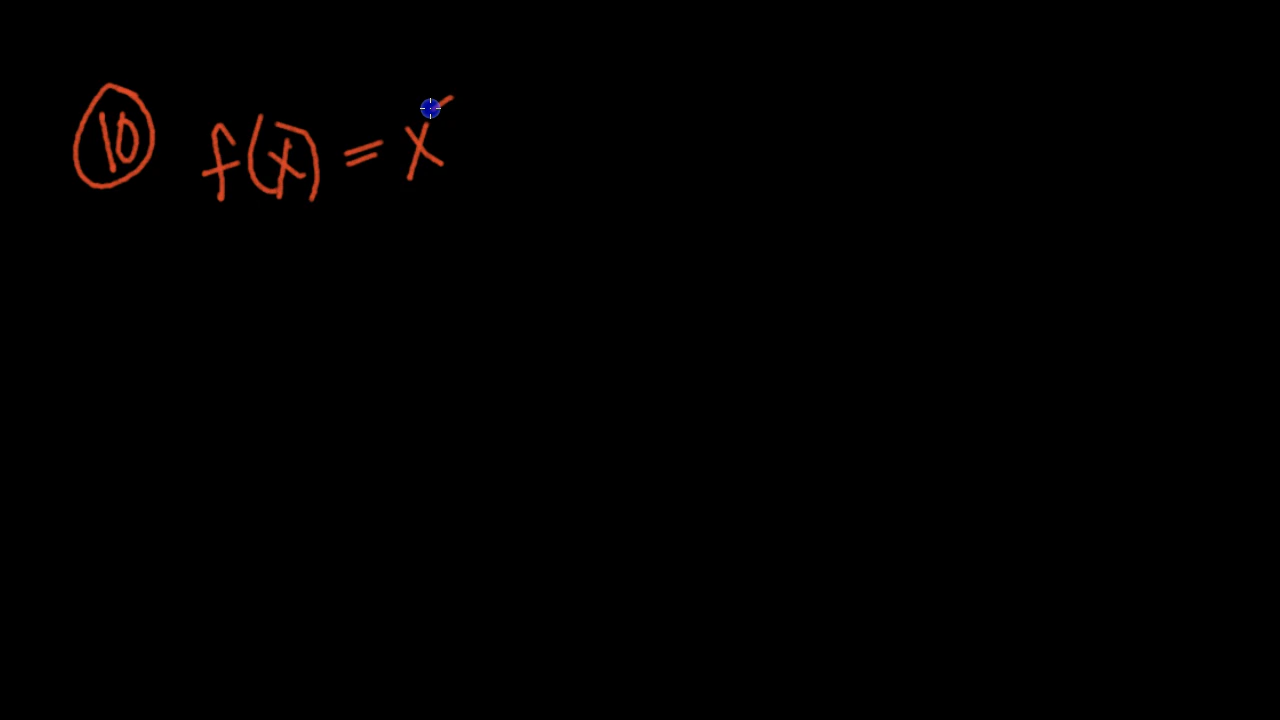 10 f(x) = x